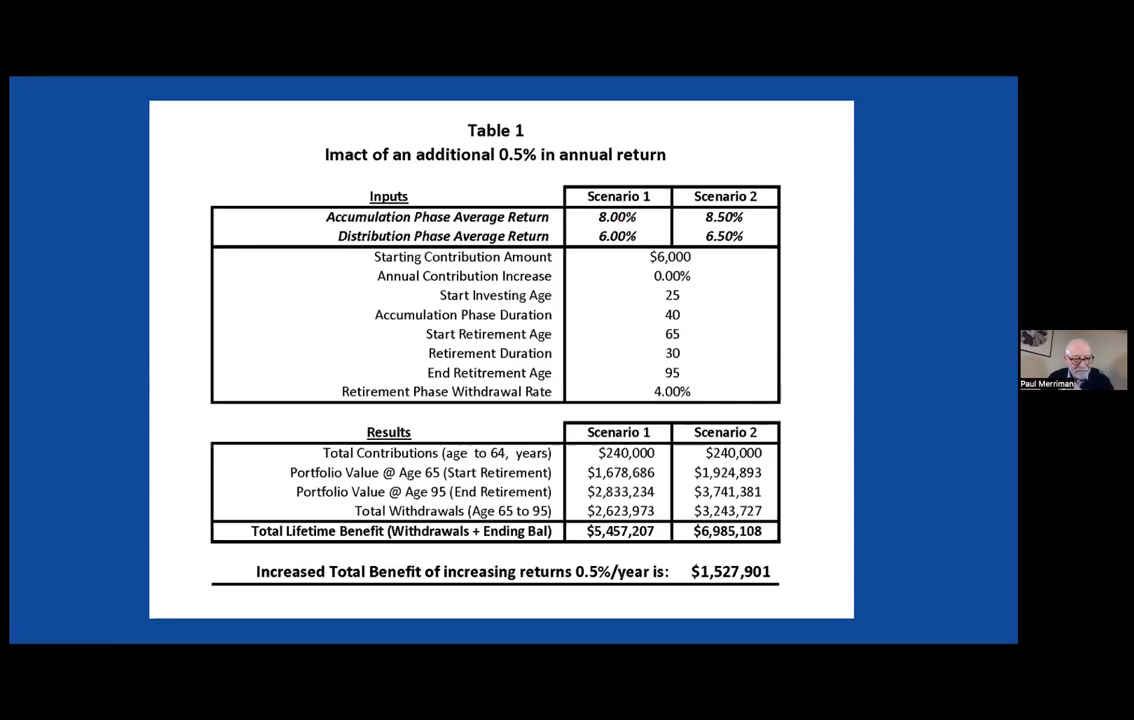 Table 1
Imact of an additional 0.5% in annual return
Inputs Scenario 1 Scenario 2
Accumulation Phase Average Return 8.00% 8.50%
Distribution Phase Average Return 6.00% 6.50%
Starting Contribution Amount $6,000
Annual Contribution Increase 0.00%
Start Investing Age 25
Accumulation Phase Duration 40
Start Retirement Age 65
Retirement Duration 30
End Retitrement Age 95
Retirement Phase Withdrawal Rate 4.00%
Results Scenario 1 Scenario 2
Total Contributions (age to 64, years) $240,000 $240,000
Portfolio Value @ Age 65 (Start Retirement) $1,678,686 $1,924,893
Portfolio Value @ Age 95 (End Retirement) $2,833,234 $3,741,381
Total Withdrawals (Age 65 to 95) $2,623,973 $3,243,727
Total Lifetime Benefit (Withdrawals + Ending Bal) $5,457,207 $6,985,108
Increased Total Benefit of increasing returns 0.5%/year is: $1,527,901
Paul Merriman